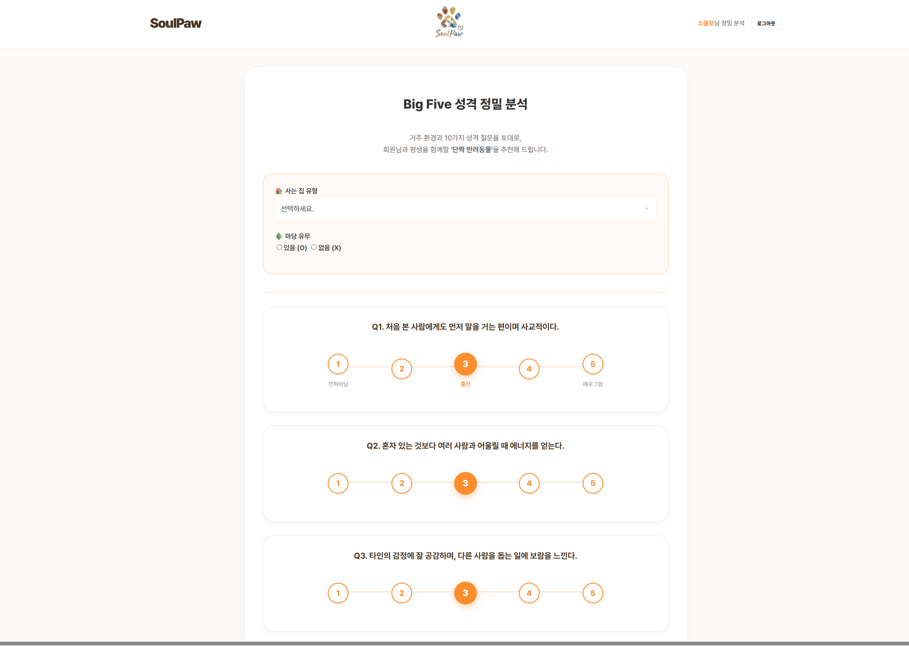 SoulPaw
SoulPaw
소울포님 정밀 분석
로그아웃
Big Five 성격 정밀 분석
거주 환경과 10가지 성격 질문을 토대로,
회원님과 평생을 함께할 '단짝 반려동물'을 추천해 드립니다.
사는 집 유형
선택하세요.
마당 유무
있음 (O) 없음 (X)
Q1. 처음 본 사람에게도 먼저 말을 거는 편이며 사교적이다.
1 2 3 4 5
전혀아님 중간 매우그럼
Q2. 혼자 있는 것보다 여러 사람과 어울릴 때 에너지를 얻는다.
1 2 3 4 5
Q3. 타인의 감정에 잘 공감하며, 다른 사람을 돕는 일에 보람을 느낀다.
1 2 3 4 5